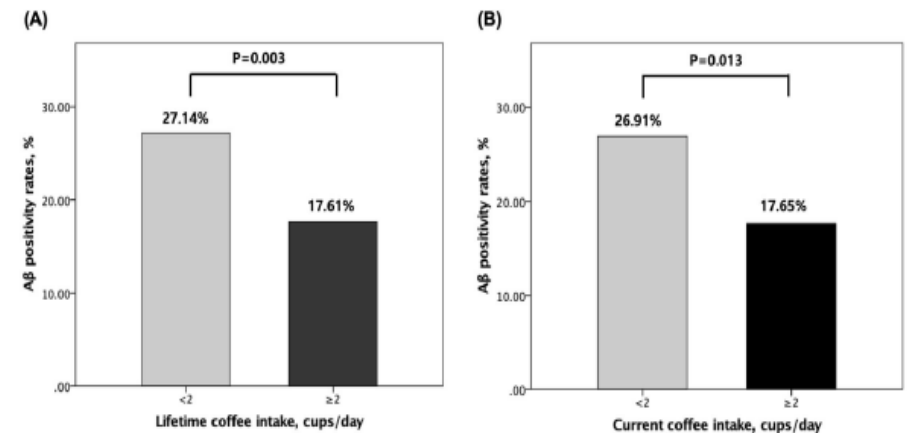 (A)
P=0.003
27.14%
17.61%
30.00
20.00
10.00
.00
Aβ positivity rates, %
<2
≥2
Lifetime coffee intake, cups/day
(B)
P=0.013
26.91%
17.65%
30.00
20.00
10.00
.00
Aβ positivity rates, %
<2
≥2
Current coffee intake, cups/day